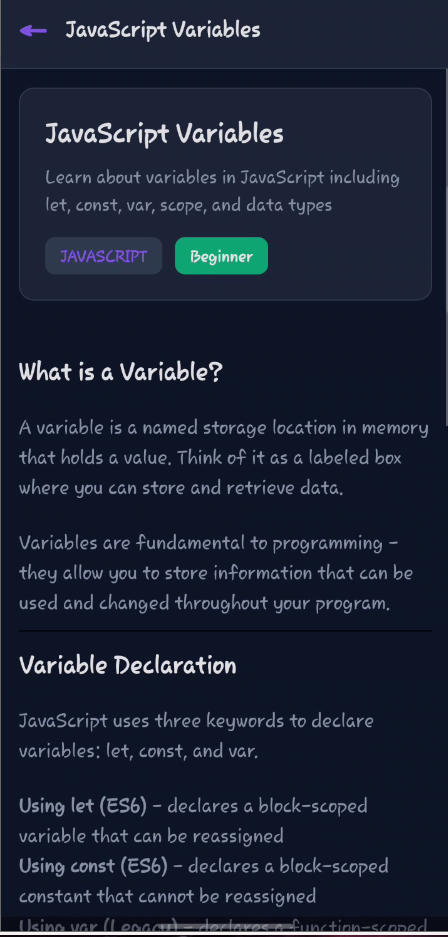 JavaScript Variables
JavaScript Variables
Learn about variables in JavaScript including
let, const, var, scope, and data types
JAVASCRIPT
Beginner
What is a Variable?
A variable is a named storage location in memory
that holds a value. Think of it as a labeled box
where you can store and retrieve data.
Variables are fundamental to programming -
they allow you to store information that can be
used and changed throughout your program.
Variable Declaration
JavaScript uses three keywords to declare
variables: let, const, and var.
Using let (ES6) - declares a block-scoped
variable that can be reassigned
Using const (ES6) - declares a block-scoped
constant that cannot be reassigned
Using var (Legacy) - declares a function-scoped